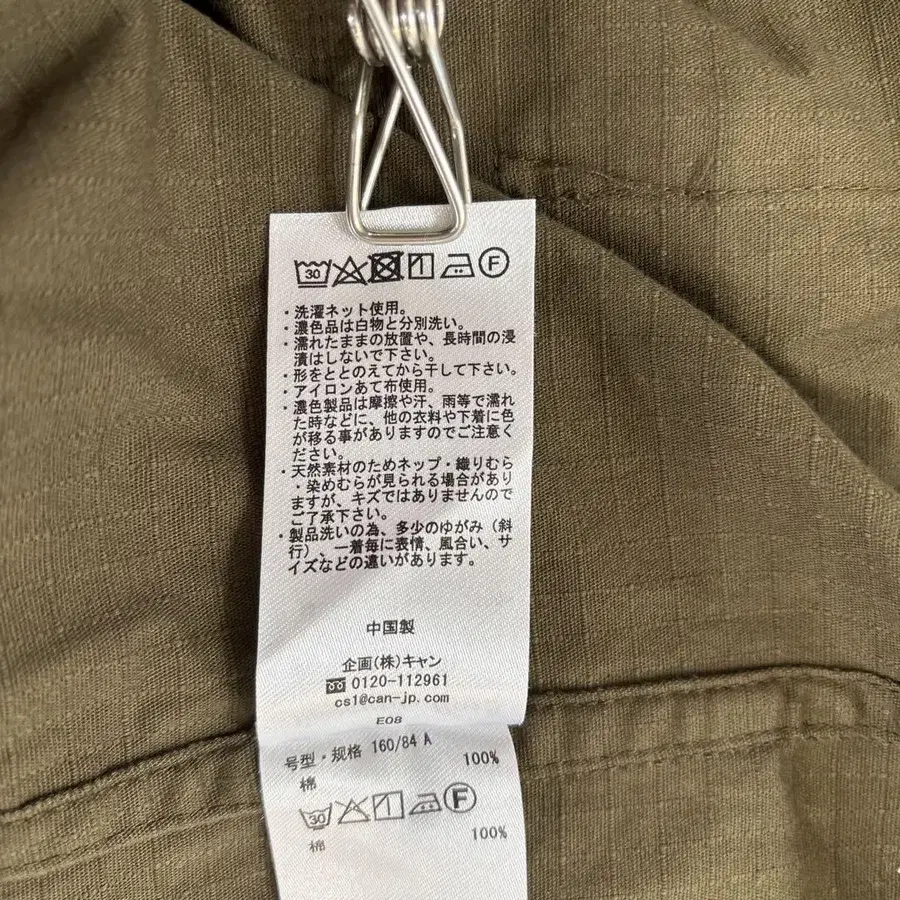 30 F
・洗濯ネット使用。
・濃色品は白物と分別洗い。
・濡れたままの放置や、長時間の浸
漬はしないで下さい。
・形をととのえてから干して下さい。
・アイロンあて布使用。
・濃色製品は摩擦や汗、雨等で濡れ
た時などに、他の衣料や下着に色
が移る事がありますのでご注意く
ださい。
・天然素材のためネップ・織りむら
・染めむらが見られる場合があり
ますが、キズではありませんので
ご了承下さい。
・製品洗いの為、多少のゆがみ（斜
行）、一着毎に表情、風合い、サ
イズなどの違いがあります。
中国製
企画(株)キャン
0120-112961
cs1@can-jp.com
E08
号型・规格 160/84 A
100%
棉
30 F
100%
棉